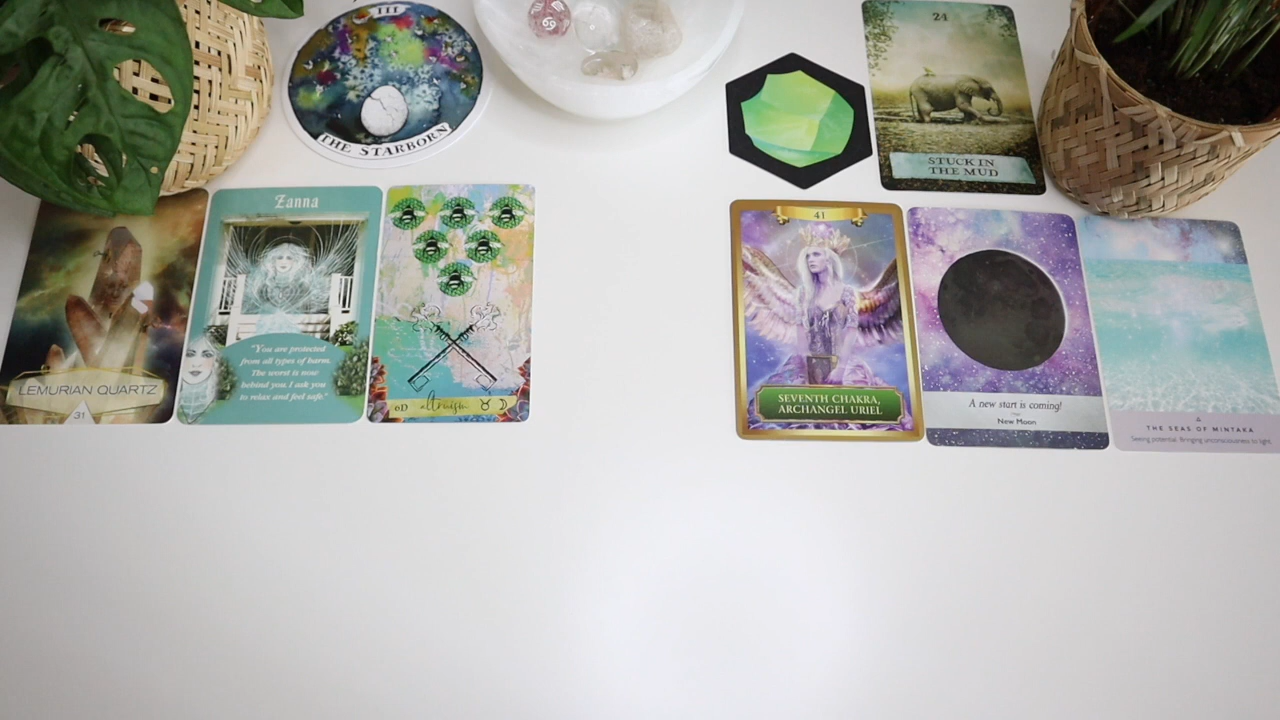 III
THE STARBORN
24
STUCK IN
THE MUD
LEMURIAN QUARTZ
31
Zanna
"You are protected
from all types of harm.
The worst is now
behind you. I ask you
to relax and feel safe."
6D altruism
41
SEVENTH CHAKRA,
ARCHANGEL URIEL
A new start is coming!
New Moon
THE SEAS OF MINTAKA
Seeing potential. Bringing unconsciousness to light.